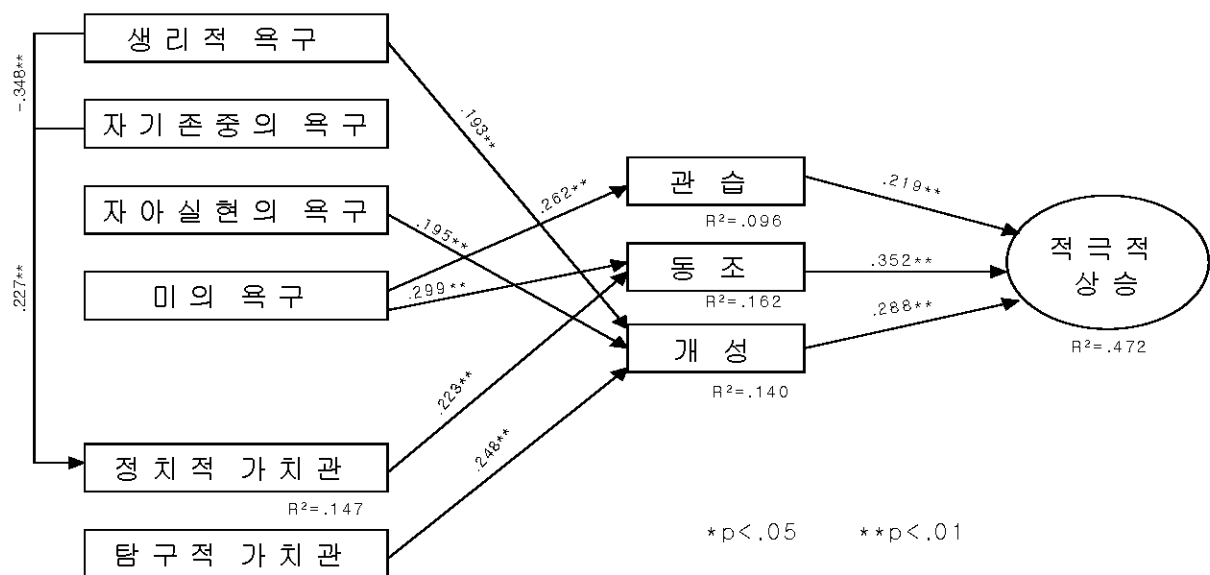 생리적 욕구
-.348**
자기존중의 욕구
.193**
관 습
.219**
자아실현의 욕구
.262**
R²=.096
.195**
적극적
상승
동 조
.352**
미의 욕구
.299**
R²=.162
.227**
개 성
.288**
R²=.472
.223**
R²=.140
정치적 가치관
.248**
R²=.147
*p<.05 **p<.01
탐구적 가치관